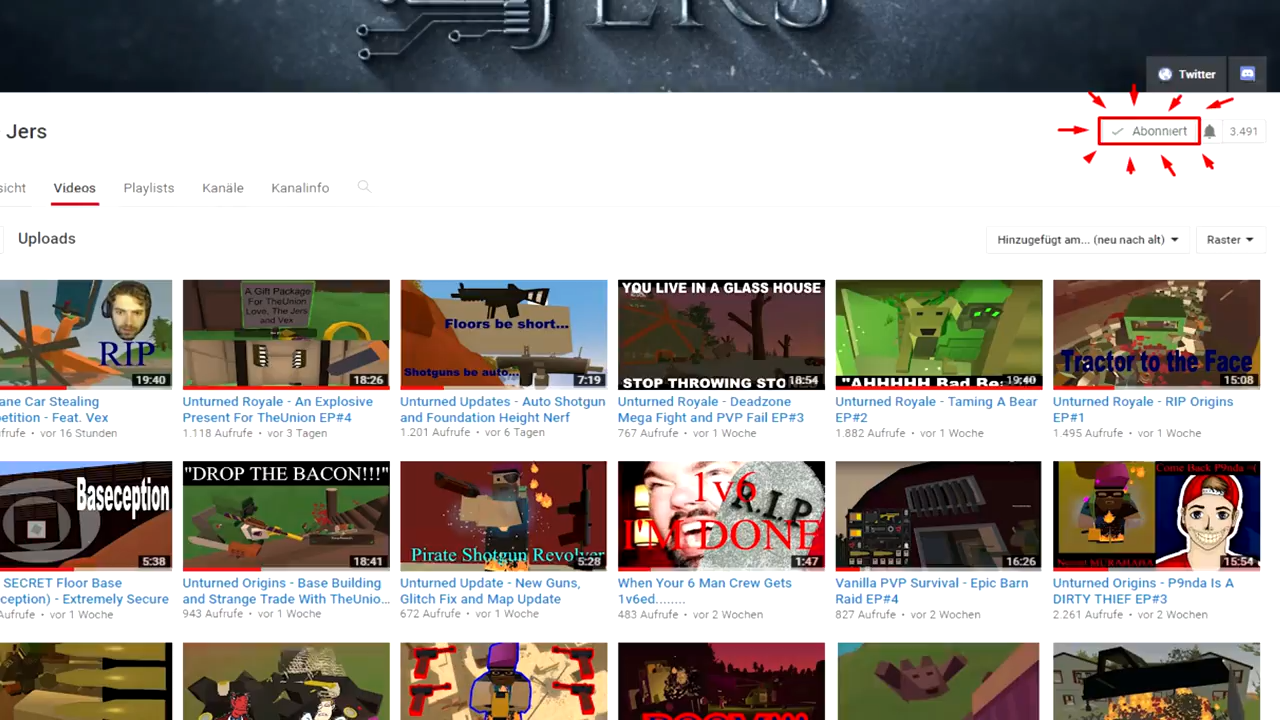 JERS
Twitter
Jers
Abonniert
3.491
sicht
Videos
Playlists
Kanäle
Kanalinfo
Uploads
Hinzugefügt am... (neu nach alt)
Raster
RIP
19:40
A Gift Package
For TheUnion
Love, The Jers
and Vex
18:26
Floors be short...
Shotguns be auto...
7:19
YOU LIVE IN A GLASS HOUSE
STOP THROWING STO
18:54
"AHHHHH Bad Be
19:40
Tractor to the Face
15:08
ane Car Stealing
petition - Feat. Vex
ufrufe • vor 16 Stunden
Unturned Royale - An Explosive
Present For TheUnion EP#4
1.118 Aufrufe • vor 3 Tagen
Unturned Updates - Auto Shotgun
and Foundation Height Nerf
1.201 Aufrufe • vor 6 Tagen
Unturned Royale - Deadzone
Mega Fight and PVP Fail EP#3
767 Aufrufe • vor 1 Woche
Unturned Royale - Taming A Bear
EP#2
1.882 Aufrufe • vor 1 Woche
Unturned Royale - RIP Origins
EP#1
1.495 Aufrufe • vor 1 Woche
Baseception
5:38
"DROP THE BACON!!!"
18:41
Pirate Shotgun Revolver
5:28
1v6
R.I.P
I'M DONE
1:47
16:26
Come Back P9nda =(
15:54
SECRET Floor Base
ception) - Extremely Secure
Aufrufe • vor 1 Woche
Unturned Origins - Base Building
and Strange Trade With TheUnio...
943 Aufrufe • vor 1 Woche
Unturned Update - New Guns,
Glitch Fix and Map Update
672 Aufrufe • vor 1 Woche
When Your 6 Man Crew Gets
1v6ed........
483 Aufrufe • vor 2 Wochen
Vanilla PVP Survival - Epic Barn
Raid EP#4
827 Aufrufe • vor 2 Wochen
Unturned Origins - P9nda Is A
DIRTY THIEF EP#3
2.261 Aufrufe • vor 2 Wochen